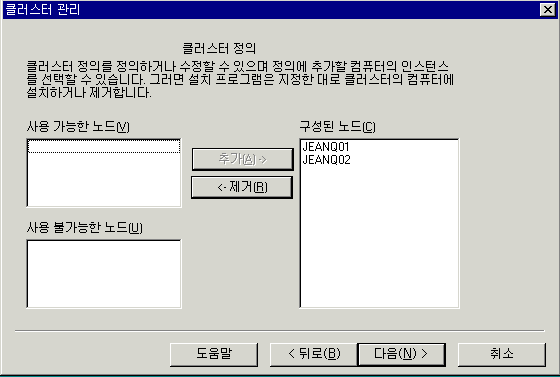 클러스터 관리
클러스터 정의
클러스터 정의를 정의하거나 수정할 수 있으며 정의에 추가할 컴퓨터의 인스턴스
를 선택할 수 있습니다. 그러면 설치 프로그램은 지정한 대로 클러스터의 컴퓨터에
설치하거나 제거합니다.
사용 가능한 노드(V)
구성된 노드(C)
JEANQ01
JEANQ02
추가(A) ->
<- 제거(R)
사용 불가능한 노드(U)
도움말
< 뒤로(B)
다음(N) >
취소